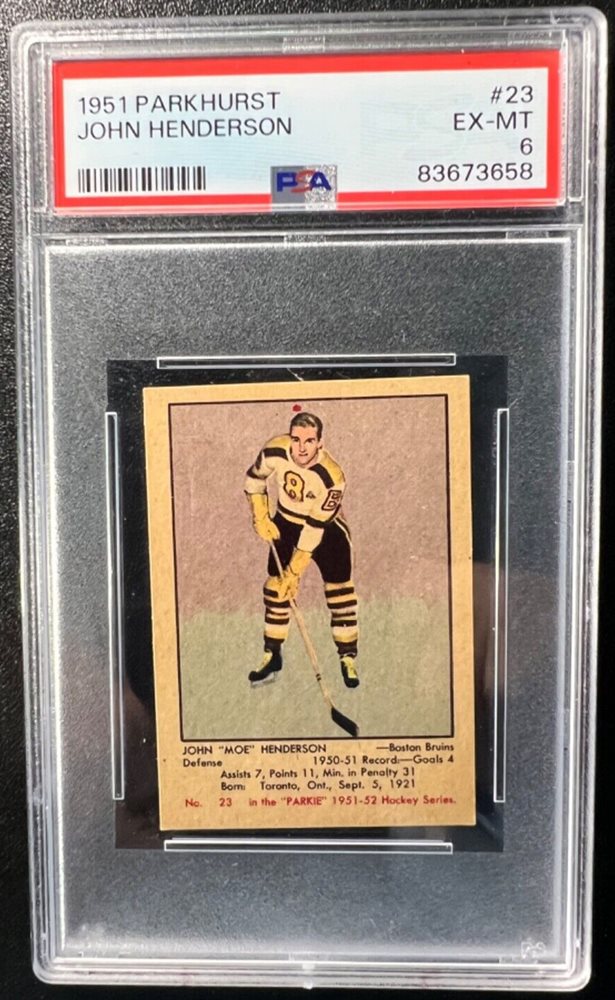 1951 PARKHURST #23
JOHN HENDERSON EX-MT
6
PSA 83673658
8 B
JOHN "MOE" HENDERSON —Boston Bruins
Defense 1950-51 Record:—Goals 4
Assists 7, Points 11, Min. in Penalty 31
Born: Toronto, Ont., Sept. 5, 1921
No. 23 in the "PARKIE" 1951-52 Hockey Series.